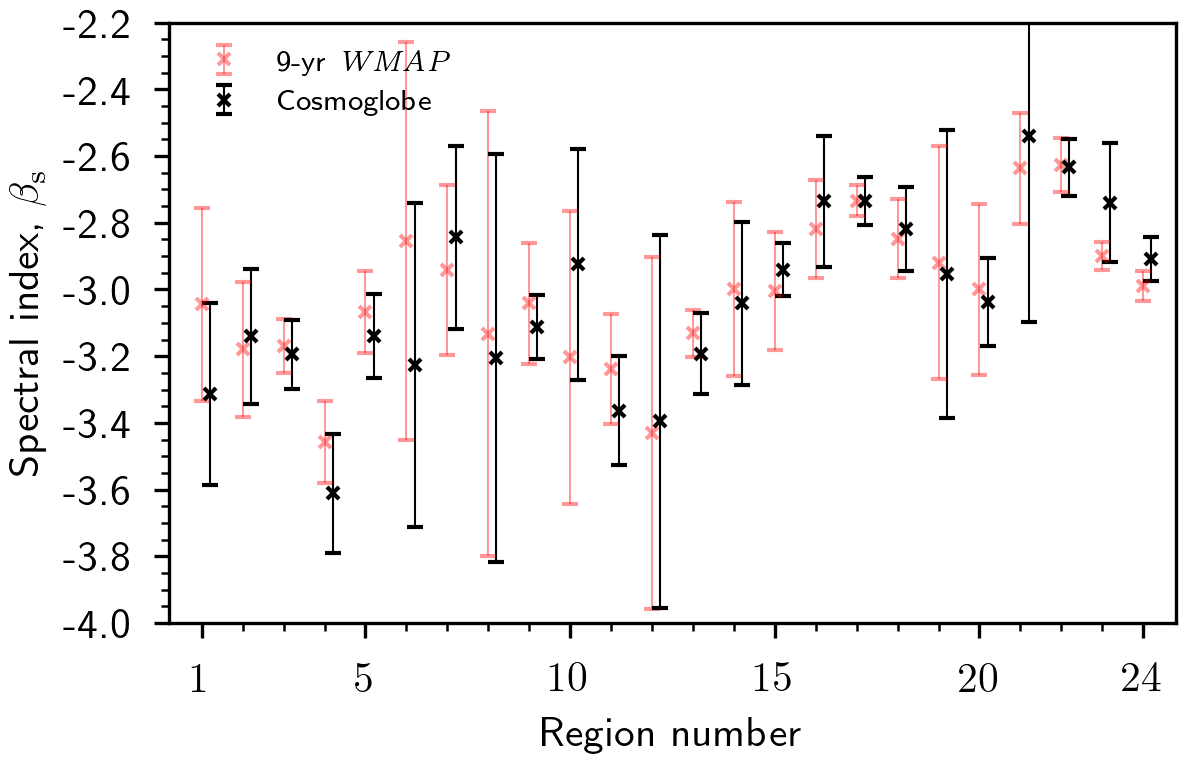 Spectral index, βs
-2.2
-2.4
-2.6
-2.8
-3.0
-3.2
-3.4
-3.6
-3.8
-4.0
9-yr WMAP
Cosmoglobe
1 5 10 15 20 24
Region number